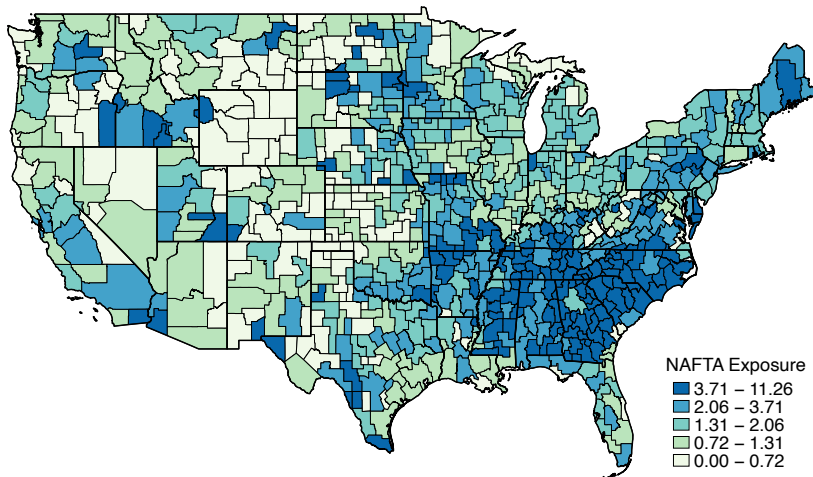 NAFTA Exposure
3.71 – 11.26
2.06 – 3.71
1.31 – 2.06
0.72 – 1.31
0.00 – 0.72